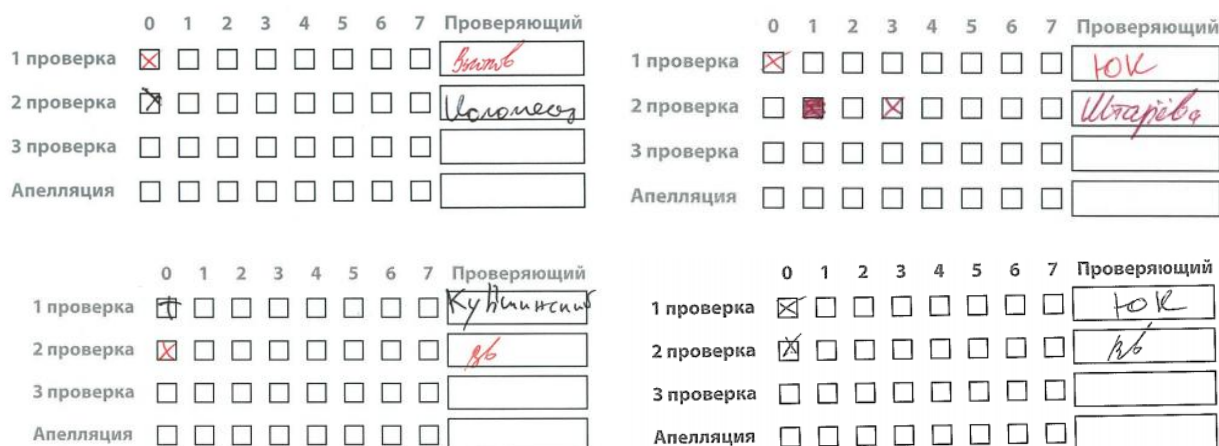 0 1 2 3 4 5 6 7 Проверяющий
1 проверка
2 проверка
3 проверка
Апелляция
0 1 2 3 4 5 6 7 Проверяющий
1 проверка ЮК
2 проверка Штарёва
3 проверка
Апелляция
0 1 2 3 4 5 6 7 Проверяющий
1 проверка
2 проверка
3 проверка
Апелляция
0 1 2 3 4 5 6 7 Проверяющий
1 проверка ЮК
2 проверка
3 проверка
Апелляция